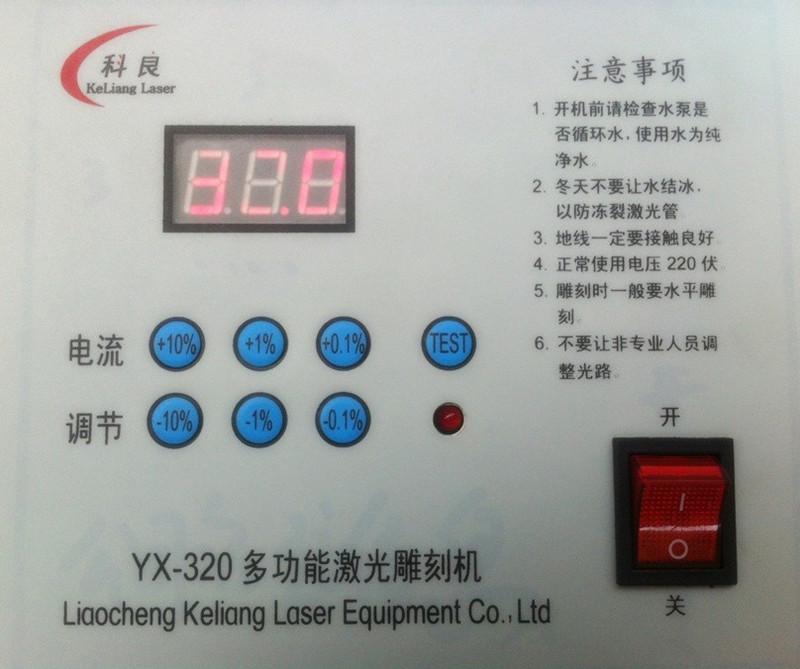 科良
KeLiang Laser
32.0
注意事项
1. 开机前请检查水泵是
否循环水，使用水为纯
净水。
2. 冬天不要让水结冰，
以防冻裂激光管
3. 地线一定要接触良好。
4. 正常使用电压 220 伏。
5. 雕刻时一般要水平雕
刻。
6. 不要让非专业人员调
整光路。
电流 +10% +1% +0.1% TEST
调节 -10% -1% -0.1%
开
I
O
关
YX-320 多功能激光雕刻机
Liaocheng Keliang Laser Equipment Co., Ltd